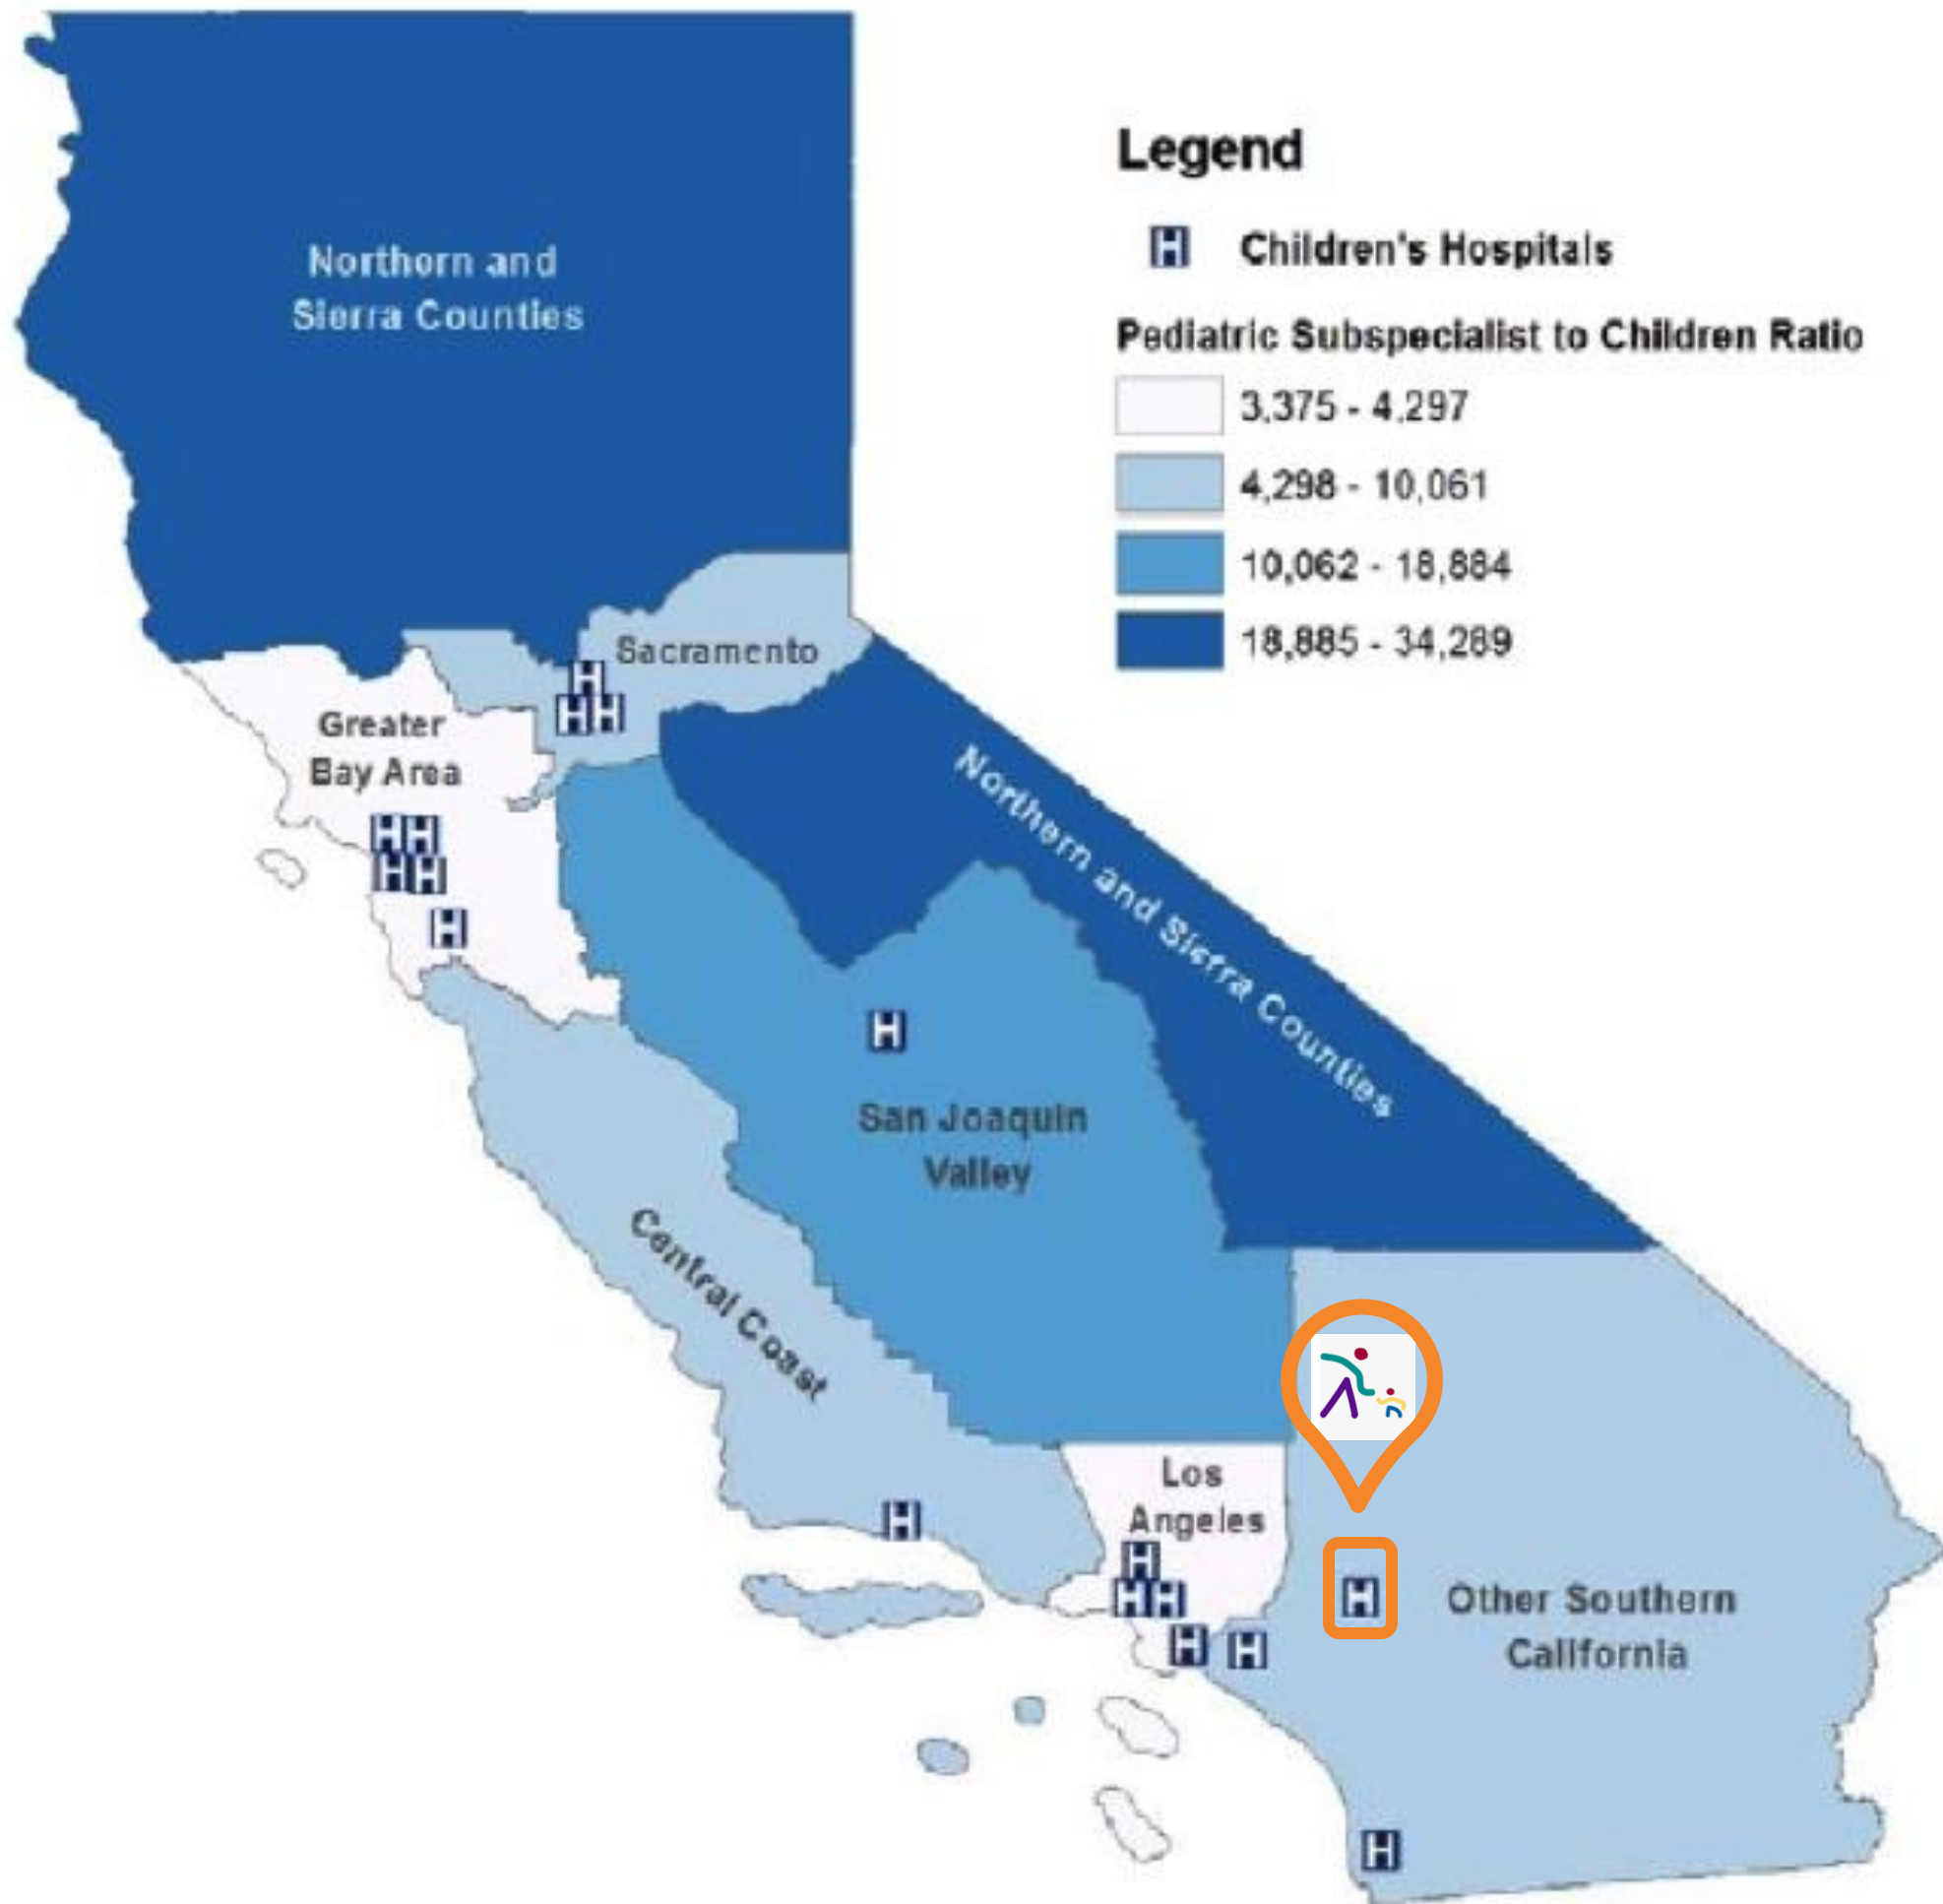 Legend
H Children's Hospitals
Pediatric Subspecialist to Children Ratio
3,375 - 4,297
4,298 - 10,061
10,062 - 18,884
18,885 - 34,289
Northorn and
Sierra Counties
Sacramento
H
H H
Greater
Bay Area
H H
H H
H
Northern and Sierra Counties
H
San Joaquin
Valley
Central Coast
H
Los
Angeles
H
H H
H
H
H
Other Southern
California
H